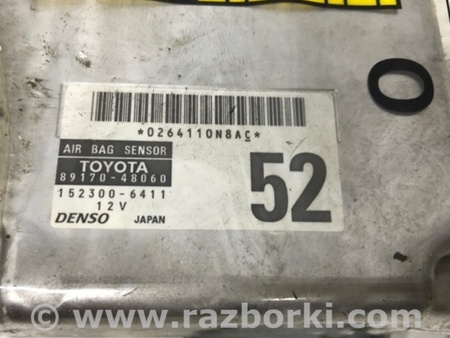 *0264110N8AC*
AIR BAG SENSOR
TOYOTA
89170-48060
152300-6411
12V
DENSO JAPAN
52
© www.razborki.com